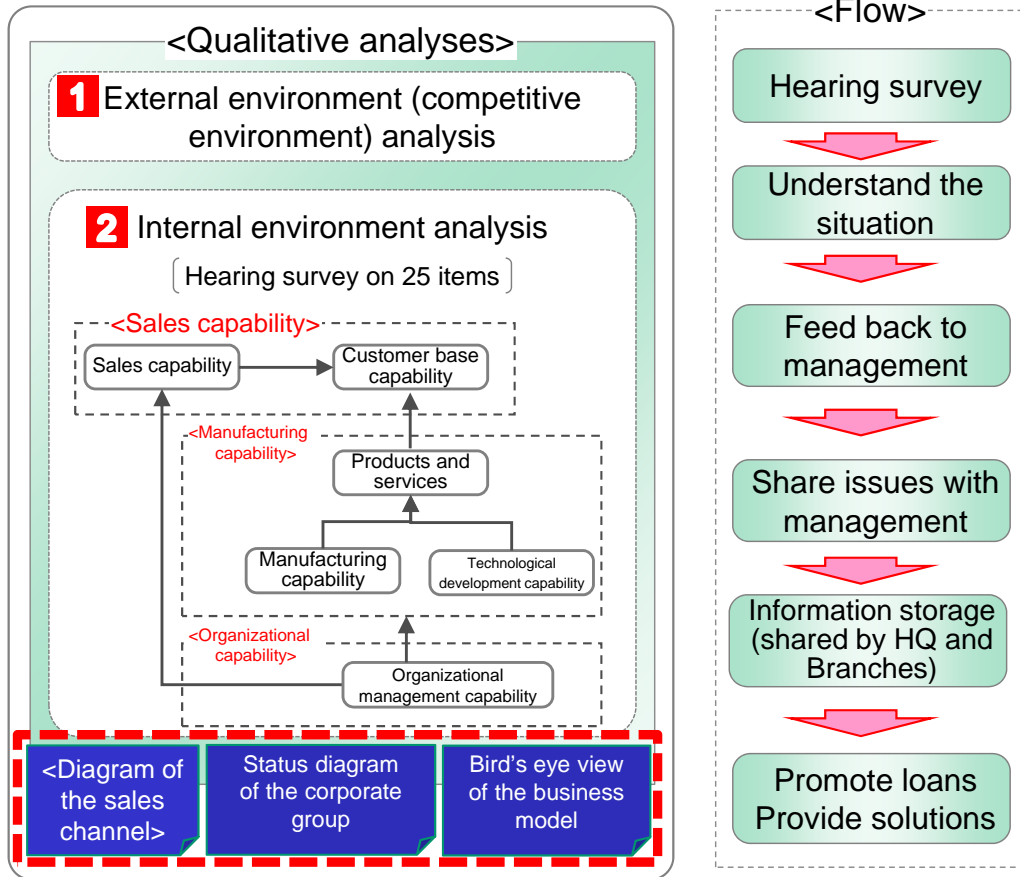 <Qualitative analyses>
1 External environment (competitive
environment) analysis
2 Internal environment analysis
Hearing survey on 25 items
<Sales capability>
Sales capability
Customer base
capability
<Manufacturing
capability>
Products and
services
Manufacturing
capability
Technological
development capability
<Organizational
capability>
Organizational
management capability
<Diagram of
the sales
channel>
Status diagram
of the corporate
group
Bird's eye view
of the business
model
<Flow>
Hearing survey
Understand the
situation
Feed back to
management
Share issues with
management
Information storage
(shared by HQ and
Branches)
Promote loans
Provide solutions